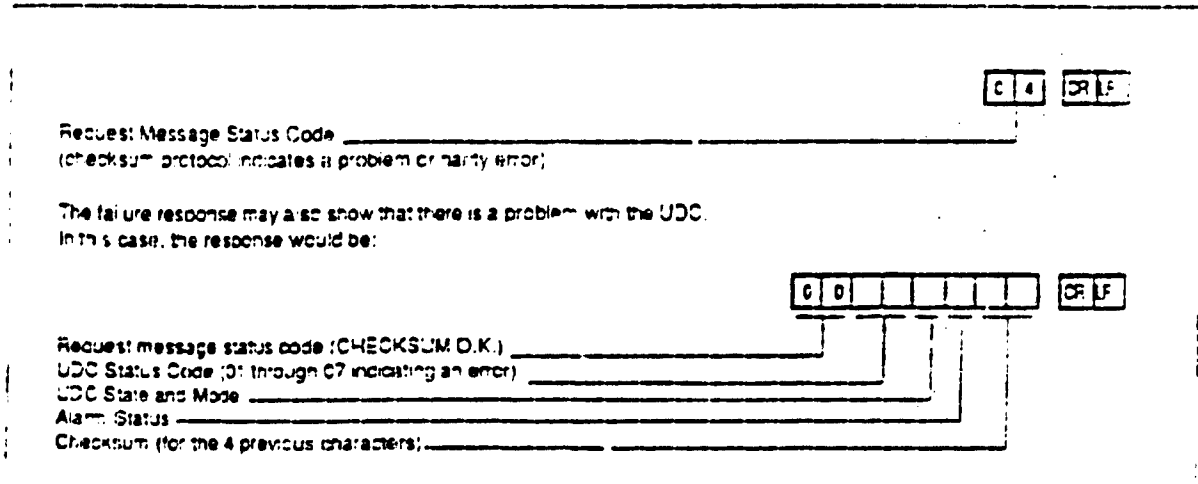 0 4 CR LF
Request Message Status Code
(checksum protocol indicates a problem or parity error)
The failure response may also show that there is a problem with the UDC.
In this case, the response would be:
0 0 CR LF
Request message status code (CHECKSUM O.K.)
UDC Status Code (01 through 07 indicating an error)
UDC State and Mode
Alarm Status
Checksum (for the 4 previous characters)